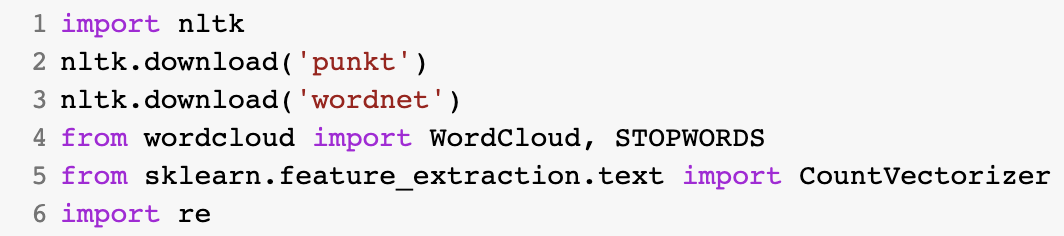 1 import nltk
2 nltk.download('punkt')
3 nltk.download('wordnet')
4 from wordcloud import WordCloud, STOPWORDS
5 from sklearn.feature_extraction.text import CountVectorizer
6 import re